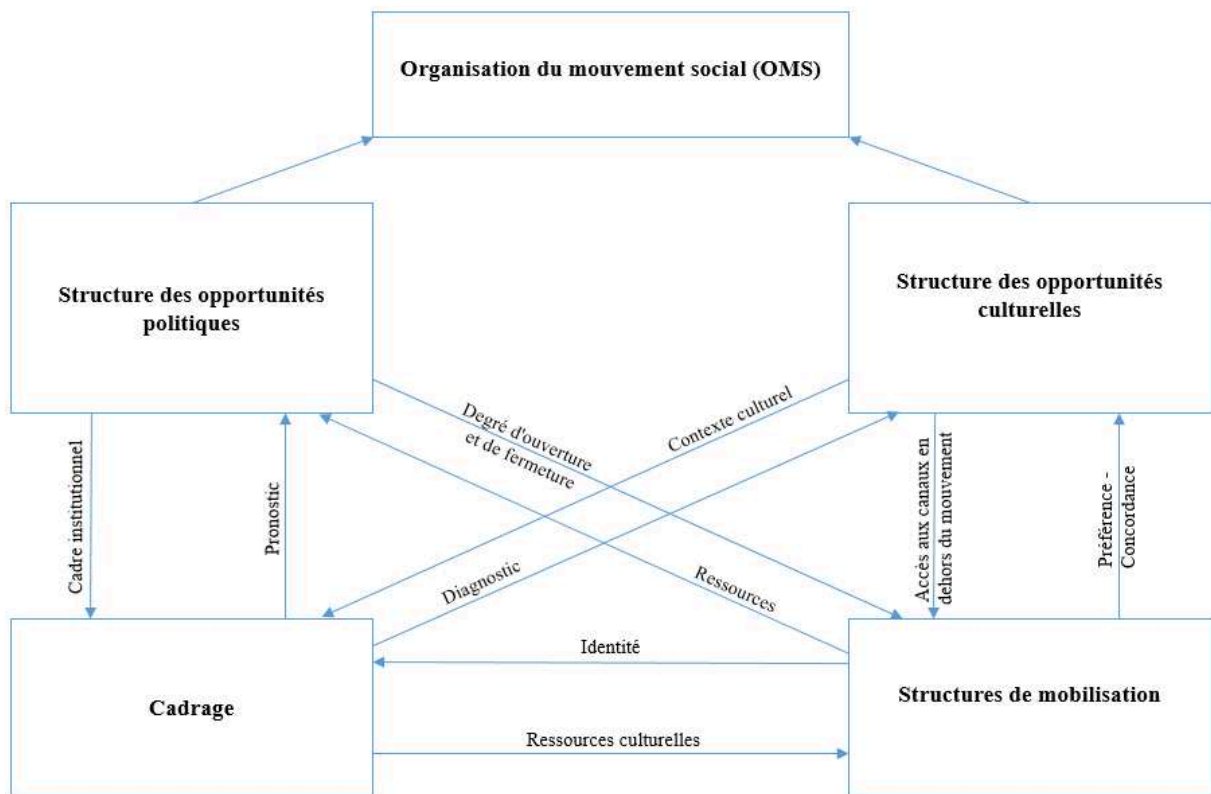 Organisation du mouvement social (OMS)
Structure des opportunités
politiques
Structure des opportunités
culturelles
Degré d'ouverture
et de fermeture
Contexte culturel
Cadre institutionnel
Pronostic
Diagnostic
Ressources
Accès aux canaux en
dehors du mouvement
Préférence -
Concordance
Identité
Cadrage
Structures de mobilisation
Ressources culturelles